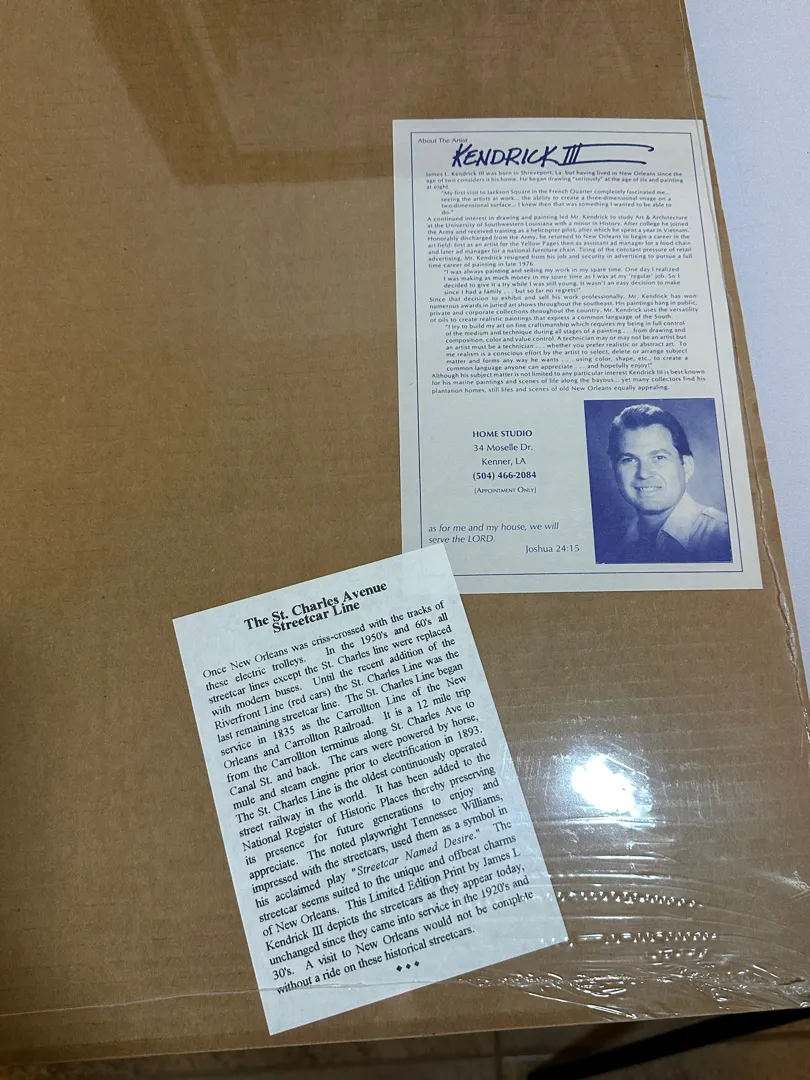 About The Artist
KENDRICK III
James L. Kendrick III was born in Shreveport, La. but having lived in New Orleans since the
age of two considers it his home. He began drawing "seriously" at the age of six and painting
at eight.
"My first visit to Jackson Square in the French Quarter completely fascinated me...
seeing the artists at work... the ability to create a three-dimensional image on a
two-dimensional surface... I knew then that was something I wanted to be able to
do."
A continued interest in drawing and painting led Mr. Kendrick to study Art & Architecture
at the University of Southwestern Louisiana with a minor in History. After college he joined
the Army and received training as a helicopter pilot, after which he spent a year in Vietnam.
Honorably discharged from the Army, he returned to New Orleans to begin a career in the
art field: first as an artist for the Yellow Pages then as assistant ad manager for a food chain
and later ad manager for a national furniture chain. Tiring of the constant pressure of retail
advertising, Mr. Kendrick resigned from his job and security in advertising to pursue a full
time career of painting in late 1976.
"I was always painting and selling my work in my spare time. One day I realized
I was making as much money in my spare time as I was at my "regular" job. So I
decided to give it a try while I was still young. It wasn't an easy decision to make
since I had a family . . . but so far no regrets!"
Since that decision to exhibit and sell his work professionally, Mr. Kendrick has won
numerous awards in juried art shows throughout the southeast. His paintings hang in public,
private and corporate collections throughout the country. Mr. Kendrick uses the versatility
of oils to create realistic paintings that express a common language of the South.
"I try to build my art on fine craftsmanship which requires my being in full control
of the medium and technique during all stages of painting . . . from drawing and
composition, color and value control. A technician may or may not be an artist but
an artist must be a technician . . . whether you prefer realistic or abstract art. To
me realism is a conscious effort by the artist to select, delete or arrange subject
matter and forms any way he wants . . . using color, shape, etc., to create a
common language anyone can appreciate . . . and hopefully enjoy!"
Although his subject matter is not limited to any particular interest Kendrick III is best known
for his marine paintings and scenes of life along the bayous... yet many collectors find his
plantation homes, still lifes and scenes of old New Orleans equally appealing.
HOME STUDIO
34 Moselle Dr.
Kenner, LA
(504) 466-2084
(APPOINTMENT ONLY)
as for me and my house, we will
serve the LORD.
Joshua 24:15
The St. Charles Avenue
Streetcar Line
Once New Orleans was criss-crossed with the tracks of
these electric trolleys. In the 1950's and 60's all
streetcar lines except the St. Charles line were replaced
with modern buses. Until the recent addition of the
Riverfront Line (red cars) the St. Charles Line was the
last remaining streetcar line. The St. Charles Line began
service in 1835 as the Carrollton Line of the New
Orleans and Carrollton Railroad. It is a 12 mile trip
from the Carrollton terminus along St. Charles Ave to
Canal St. and back. The cars were powered by horse,
mule and steam engine prior to electrification in 1893.
The St. Charles Line is the oldest continuously operated
street railway in the world. It has been added to the
National Register of Historic Places thereby preserving
its presence for future generations to enjoy and
appreciate. The noted playwright Tennessee Williams,
impressed with the streetcars, used them as a symbol in
his acclaimed play "Streetcar Named Desire." The
streetcar seems suited to the unique and offbeat charms
of New Orleans. This Limited Edition Print by James L
Kendrick III depicts the streetcars as they appear today,
unchanged since they came into service in the 1920's and
30's. A visit to New Orleans would not be complete
without a ride on these historical streetcars.